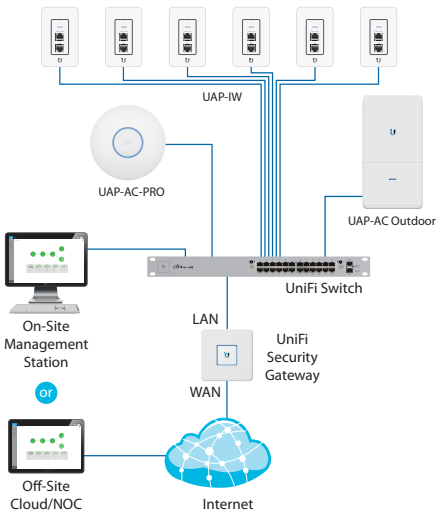 UAP-IW
UAP-AC-PRO
UAP-AC Outdoor
UniFi Switch
On-Site
Management
Station
LAN
UniFi
Security
Gateway
WAN
or
Off-Site
Cloud/NOC
Internet